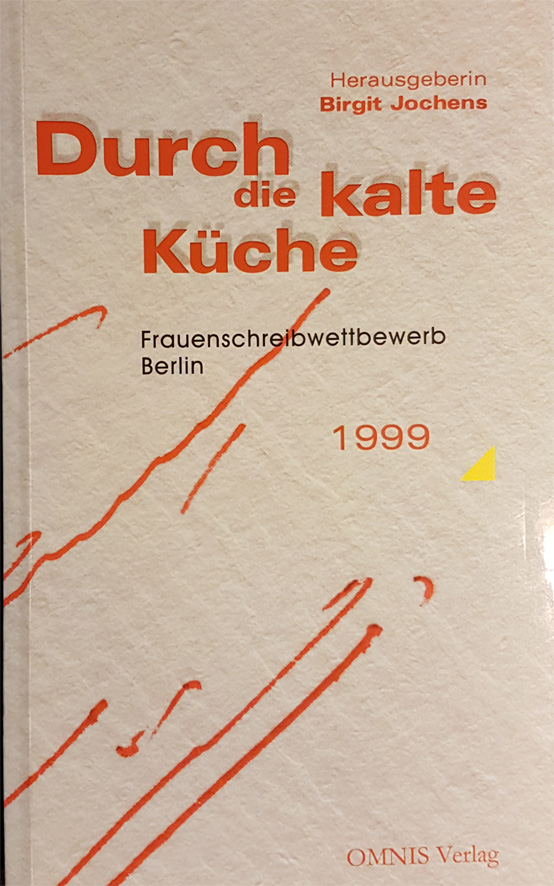 Herausgeberin
Birgit Jochens
Durch
die kalte
Küche
Frauenschreibwettbewerb
Berlin
1999
OMNIS Verlag